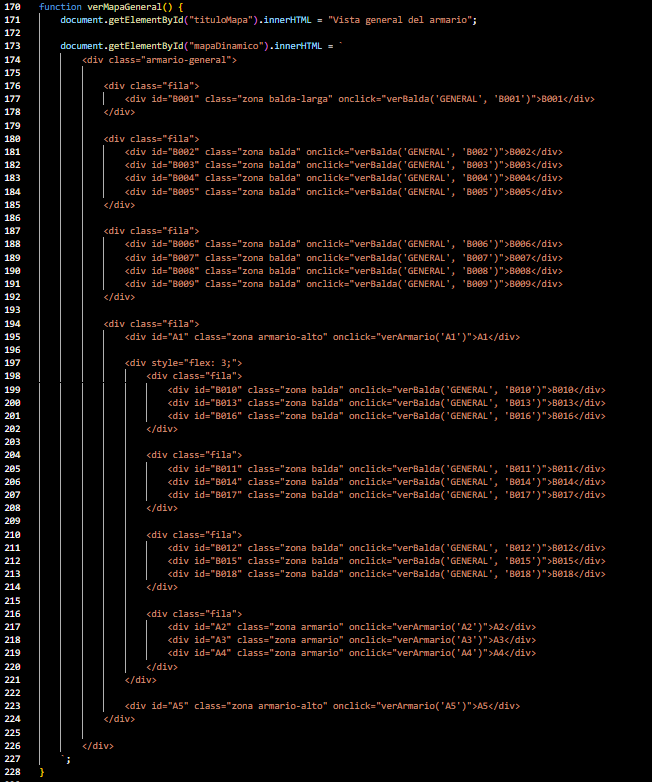 170 function verMapaGeneral() {
171     document.getElementById("tituloMapa").innerHTML = "Vista general del armario";
172
173     document.getElementById("mapaDinamico").innerHTML = `
174         <div class="armario-general">
175
176             <div class="fila">
177                 <div id="B001" class="zona balda-larga" onclick="verBalda('GENERAL', 'B001')">B001</div>
178             </div>
179
180             <div class="fila">
181                 <div id="B002" class="zona balda" onclick="verBalda('GENERAL', 'B002')">B002</div>
182                 <div id="B003" class="zona balda" onclick="verBalda('GENERAL', 'B003')">B003</div>
183                 <div id="B004" class="zona balda" onclick="verBalda('GENERAL', 'B004')">B004</div>
184                 <div id="B005" class="zona balda" onclick="verBalda('GENERAL', 'B005')">B005</div>
185             </div>
186
187             <div class="fila">
188                 <div id="B006" class="zona balda" onclick="verBalda('GENERAL', 'B006')">B006</div>
189                 <div id="B007" class="zona balda" onclick="verBalda('GENERAL', 'B007')">B007</div>
190                 <div id="B008" class="zona balda" onclick="verBalda('GENERAL', 'B008')">B008</div>
191                 <div id="B009" class="zona balda" onclick="verBalda('GENERAL', 'B009')">B009</div>
192             </div>
193
194             <div class="fila">
195                 <div id="A1" class="zona armario-alto" onclick="verArmario('A1')">A1</div>
196
197                 <div style="flex: 3;">
198                     <div class="fila">
199                         <div id="B010" class="zona balda" onclick="verBalda('GENERAL', 'B010')">B010</div>
200                         <div id="B013" class="zona balda" onclick="verBalda('GENERAL', 'B013')">B013</div>
201                         <div id="B016" class="zona balda" onclick="verBalda('GENERAL', 'B016')">B016</div>
202                     </div>
203
204                     <div class="fila">
205                         <div id="B011" class="zona balda" onclick="verBalda('GENERAL', 'B011')">B011</div>
206                         <div id="B014" class="zona balda" onclick="verBalda('GENERAL', 'B014')">B014</div>
207                         <div id="B017" class="zona balda" onclick="verBalda('GENERAL', 'B017')">B017</div>
208                     </div>
209
210                     <div class="fila">
211                         <div id="B012" class="zona balda" onclick="verBalda('GENERAL', 'B012')">B012</div>
212                         <div id="B015" class="zona balda" onclick="verBalda('GENERAL', 'B015')">B015</div>
213                         <div id="B018" class="zona balda" onclick="verBalda('GENERAL', 'B018')">B018</div>
214                     </div>
215
216                     <div class="fila">
217                         <div id="A2" class="zona armario" onclick="verArmario('A2')">A2</div>
218                         <div id="A3" class="zona armario" onclick="verArmario('A3')">A3</div>
219                         <div id="A4" class="zona armario" onclick="verArmario('A4')">A4</div>
220                     </div>
221                 </div>
222
223                 <div id="A5" class="zona armario-alto" onclick="verArmario('A5')">A5</div>
224             </div>
225
226         </div>
227     `;
228 }